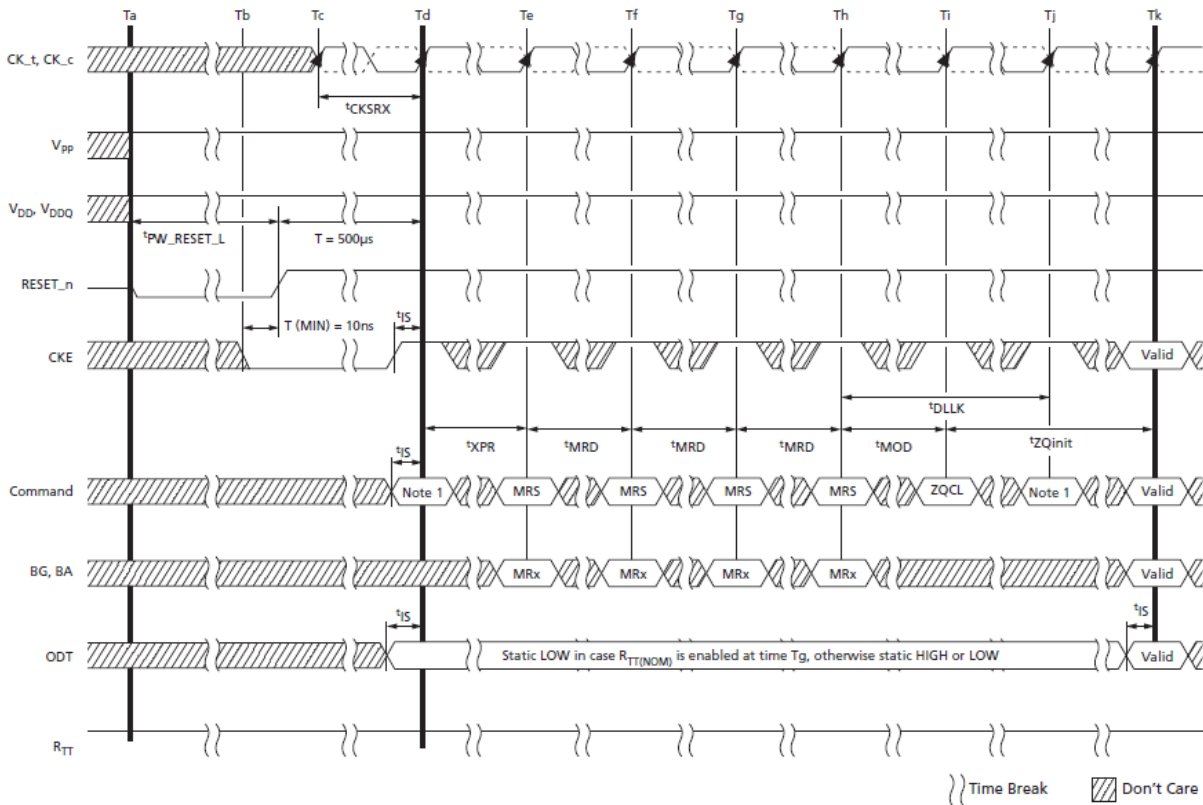 Ta Tb Tc Td Te Tf Tg Th Ti Tj Tk
CK_t, CK_c
tCKSRX
VPP
VDD, VDDQ
tPW_RESET_L T = 500µs
RESET_n
T (MIN) = 10ns tIS
CKE Valid
tDLLK
tXPR tMRD tMRD tMRD tMOD tZQinit
tIS
Command Note 1 MRS MRS MRS MRS ZQCL Note 1 Valid
BG, BA MRx MRx MRx MRx Valid
tIS tIS
ODT Static LOW in case RTT(NOM) is enabled at time Tg, otherwise static HIGH or LOW Valid
RTT
Time Break Don't Care